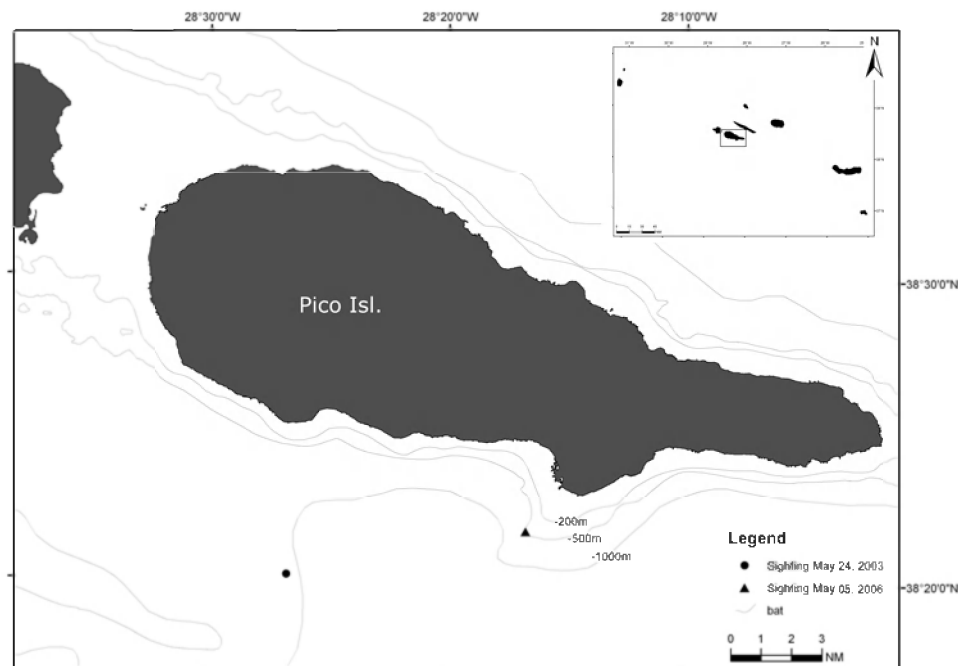 28°30'0"W 28°20'0"W 28°10'0"W
N
Pico Isl.
38°30'0"N
-200m
-500m
-1000m
Legend
Sighting May 24, 2003
Sighting May 05, 2006
bat
38°20'0"N
0 1 2 3
NM